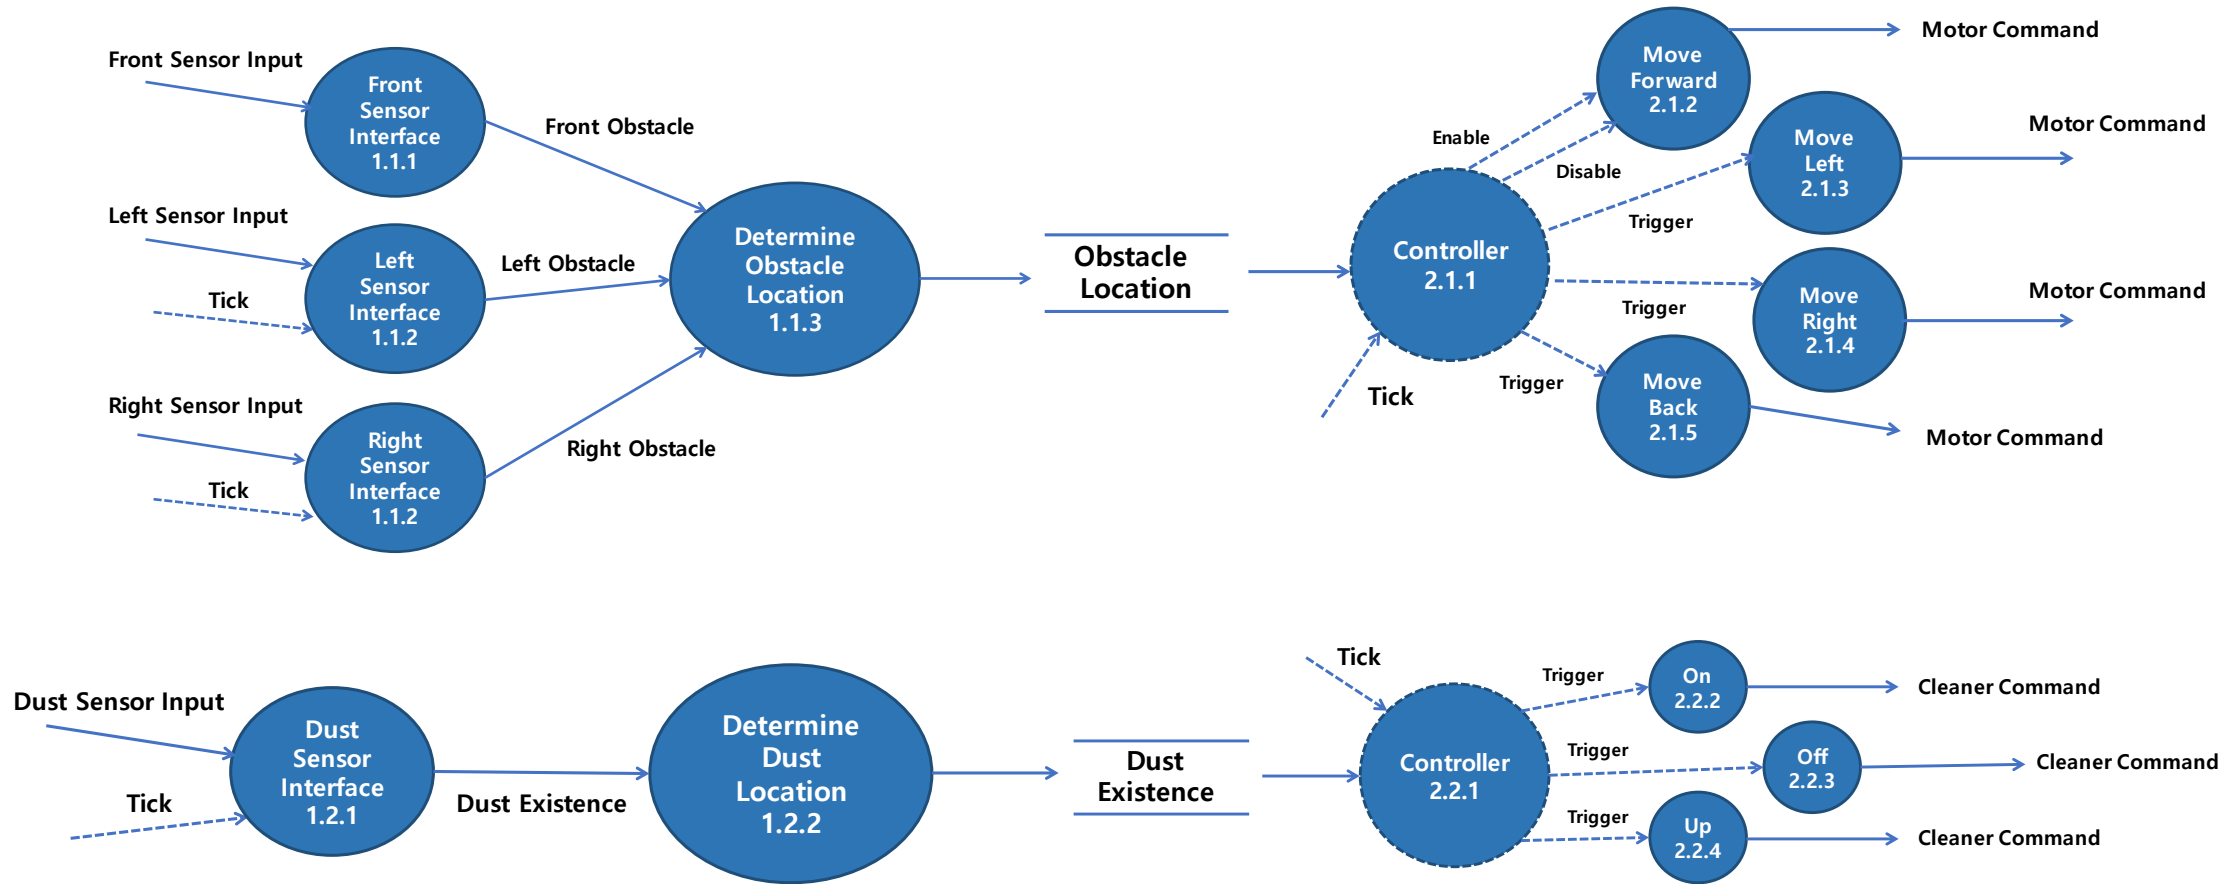 Front Sensor Input
Front
Sensor
Interface
1.1.1
Front Obstacle
Left Sensor Input
Tick
Left
Sensor
Interface
1.1.2
Left Obstacle
Right Sensor Input
Tick
Right
Sensor
Interface
1.1.2
Right Obstacle
Determine
Obstacle
Location
1.1.3
Obstacle
Location
Controller
2.1.1
Tick
Enable
Disable
Trigger
Trigger
Trigger
Move
Forward
2.1.2
Motor Command
Move
Left
2.1.3
Motor Command
Move
Right
2.1.4
Motor Command
Move
Back
2.1.5
Motor Command
Dust Sensor Input
Tick
Dust
Sensor
Interface
1.2.1
Dust Existence
Determine
Dust
Location
1.2.2
Dust
Existence
Tick
Controller
2.2.1
Trigger
On
2.2.2
Cleaner Command
Trigger
Off
2.2.3
Cleaner Command
Trigger
Up
2.2.4
Cleaner Command